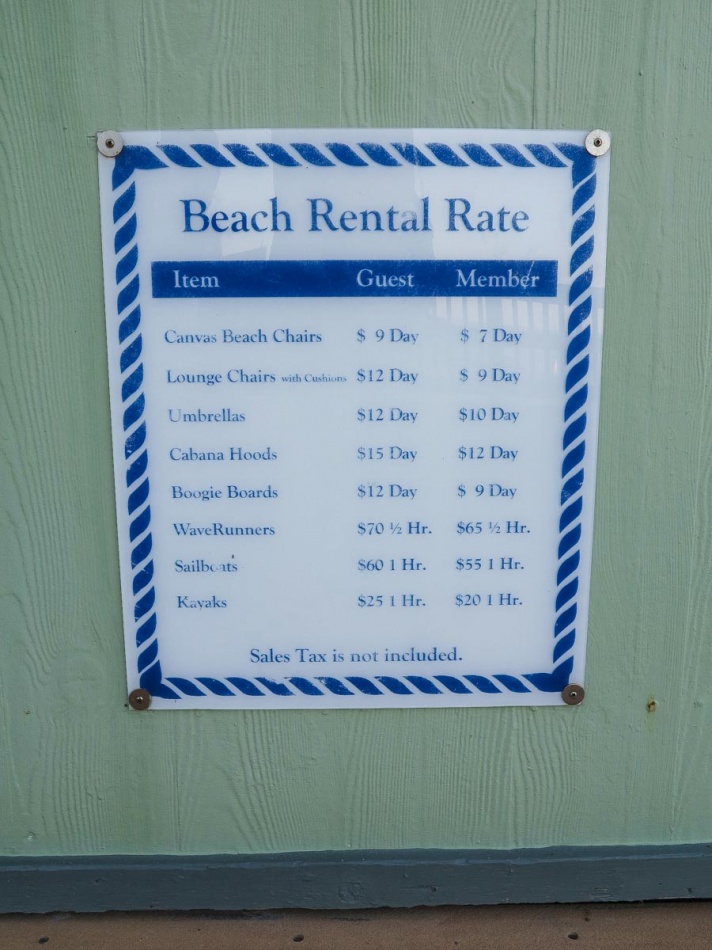 Beach Rental Rate
Item Guest Member
Canvas Beach Chairs $ 9 Day $ 7 Day
Lounge Chairs with Cushions $12 Day $ 9 Day
Umbrellas $12 Day $10 Day
Cabana Hoods $15 Day $12 Day
Boogie Boards $12 Day $ 9 Day
WaveRunners $70 ½ Hr. $65 ½ Hr.
Sailboats $60 1 Hr. $55 1 Hr.
Kayaks $25 1 Hr. $20 1 Hr.
Sales Tax is not included.